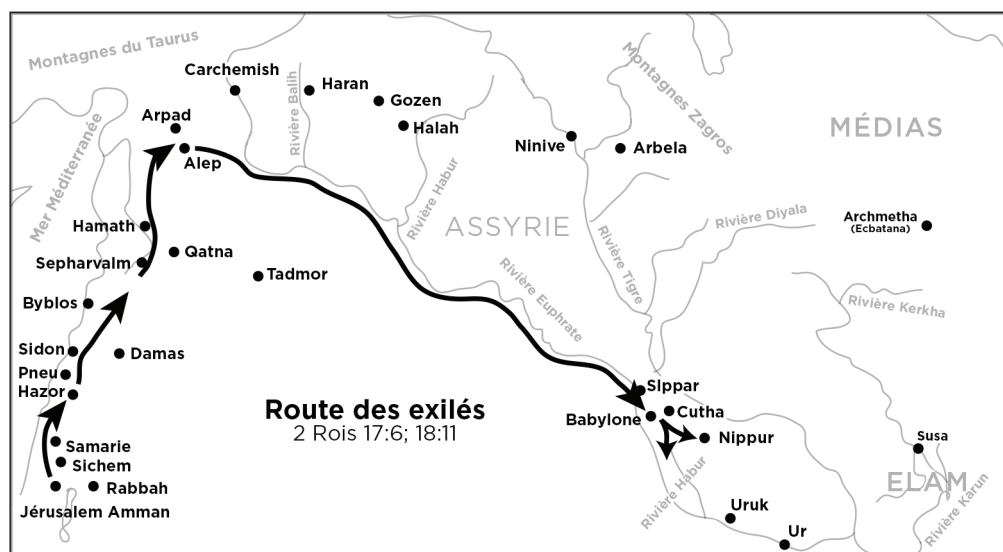 Montagnes du Taurus
Carchemish
Haran
Gozen
Halah
Rivière Balih
Arpad
Alep
Mer Méditerranée
Ninive
Arbela
Montagnes Zagros
MÉDIAS
Rivière Habur
ASSYRIE
Hamath
Qatna
Sepharvalm
Tadmor
Rivière Diyala
Archmetha
(Ecbatana)
Rivière Tigre
Rivière Euphrate
Rivière Kerkha
Byblos
Sidon
Damas
Pneu
Hazor
Route des exilés
2 Rois 17:6; 18:11
SIppar
Babylone
Cutha
Nippur
Samarie
Sichem
Rabbah
Jérusalem Amman
Susa
ELAM
Rivière Habur
Rivière Karun
Uruk
Ur